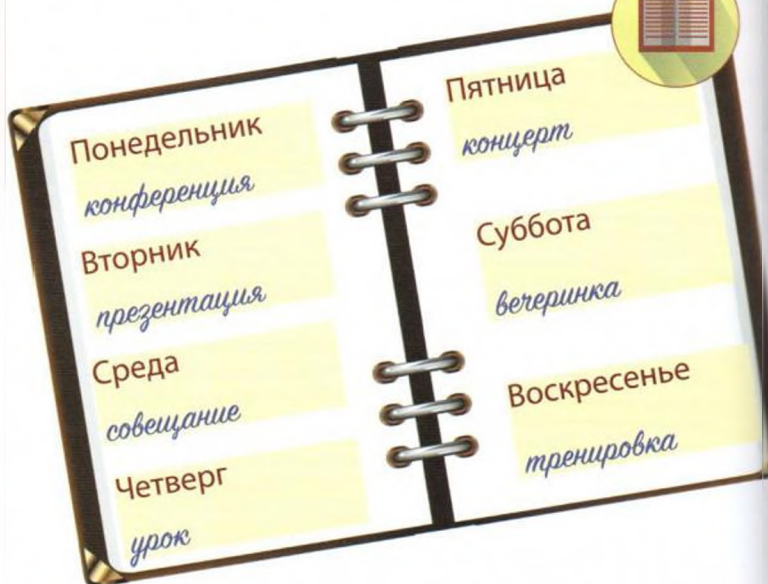 Понедельник
конференция
Вторник
презентация
Среда
совещание
Четверг
урок
Пятница
концерт
Суббота
вечеринка
Воскресенье
тренировка